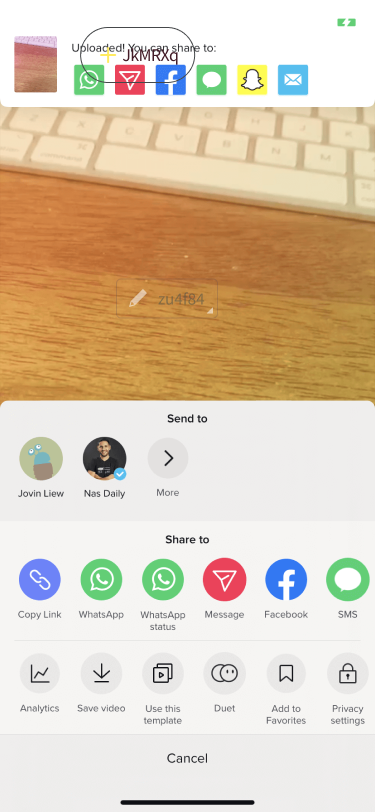 Uploaded! You can share to:
JkMRXq
zu4f84
Send to
Jovin Liew
Nas Daily
More
Share to
Copy Link
WhatsApp
WhatsApp
status
Message
Facebook
SMS
Analytics
Save video
Use this
template
Duet
Add to
Favorites
Privacy
settings
Cancel